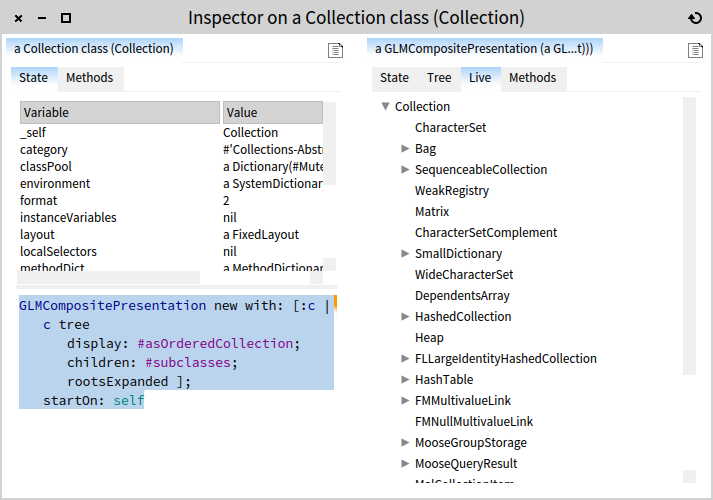 Inspector on a Collection class (Collection)
a Collection class (Collection)
State Methods
Variable Value
_self Collection
category #'Collections-Abstr
classPool a Dictionary(#Mute
environment a SystemDictionar
format 2
instanceVariables nil
layout a FixedLayout
localSelectors nil
methodDict a MethodDictionar
GLMCompositePresentation new with: [:c |
c tree
display: #asOrderedCollection;
children: #subclasses;
rootsExpanded ];
startOn: self
a GLMCompositePresentation (a GL...t)))
State Tree Live Methods
Collection
CharacterSet
Bag
SequenceableCollection
WeakRegistry
Matrix
CharacterSetComplement
SmallDictionary
WideCharacterSet
DependentsArray
HashedCollection
Heap
FLLargeIdentityHashedCollection
HashTable
FMMultivalueLink
FMNullMultivalueLink
MooseGroupStorage
MooseQueryResult